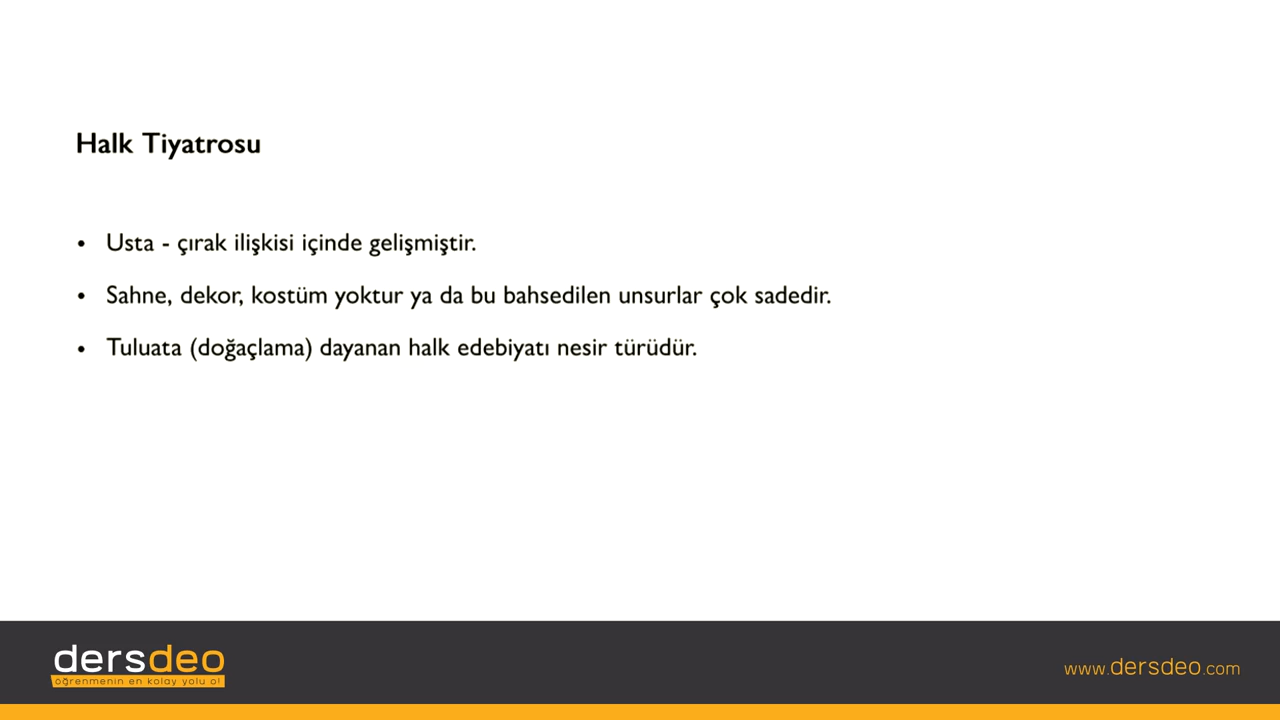 Halk Tiyatrosu
• Usta - çırak ilişkisi içinde gelişmiştir.
• Sahne, dekor, kostüm yoktur ya da bu bahsedilen unsurlar çok sadedir.
• Tuluata (doğaçlama) dayanan halk edebiyatı nesir türüdür.
dersdeo
öğrenmenin en kolay yolu o!
www.dersdeo.com